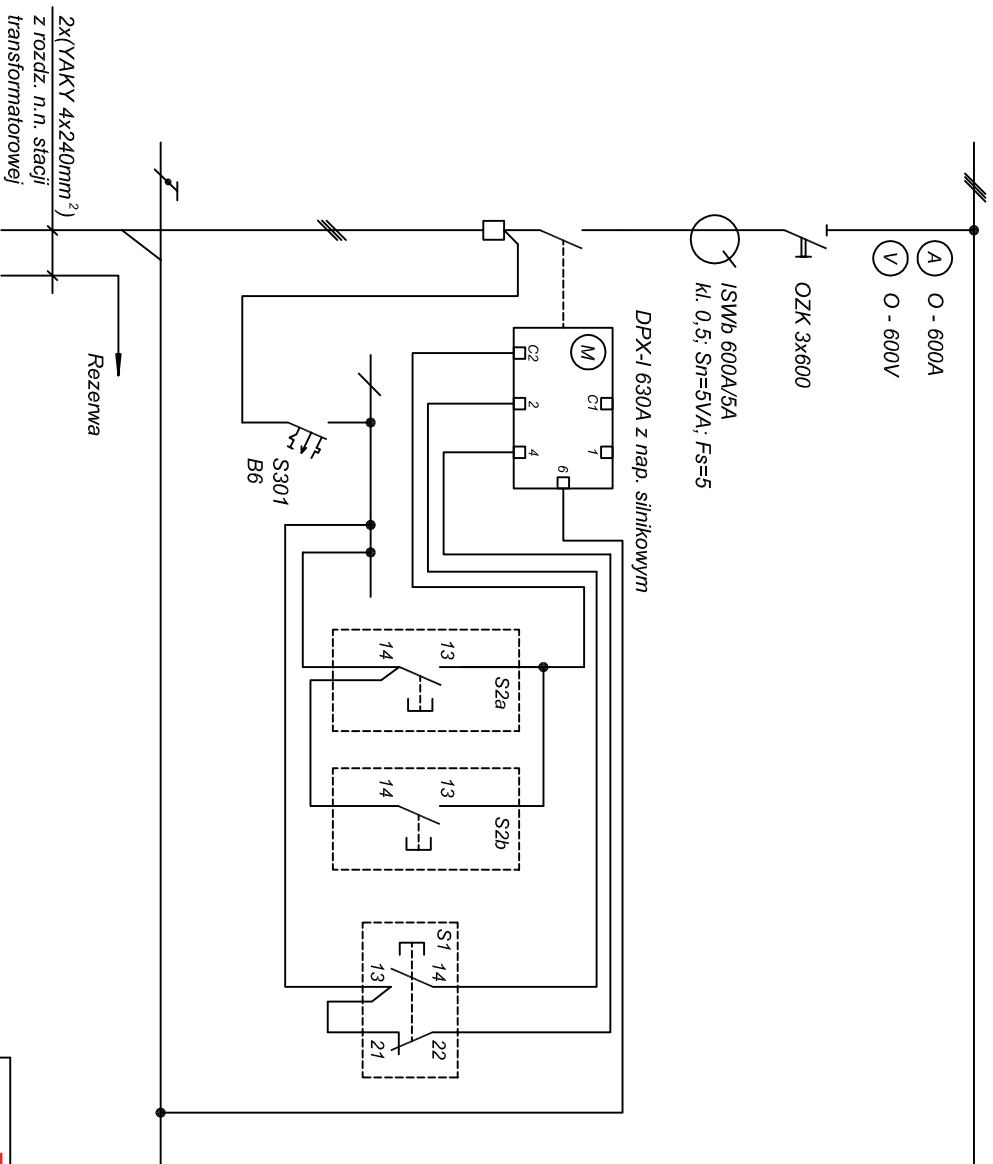 A
O - 600A
V
O - 600V
OZK 3x600
ISWb 600A/5A
kl. 0,5; Sn=5VA; Fs=5
DPX-I 630A z nap. silnikowym
M
C1
1
C2
2
4
6
S301
B6
2x(YAKY 4x240mm²)
z rozdz. n.n. stacji
transformatorowej
Rezerwa
S2a
13
14
S2b
13
14
S1
14
13
22
21